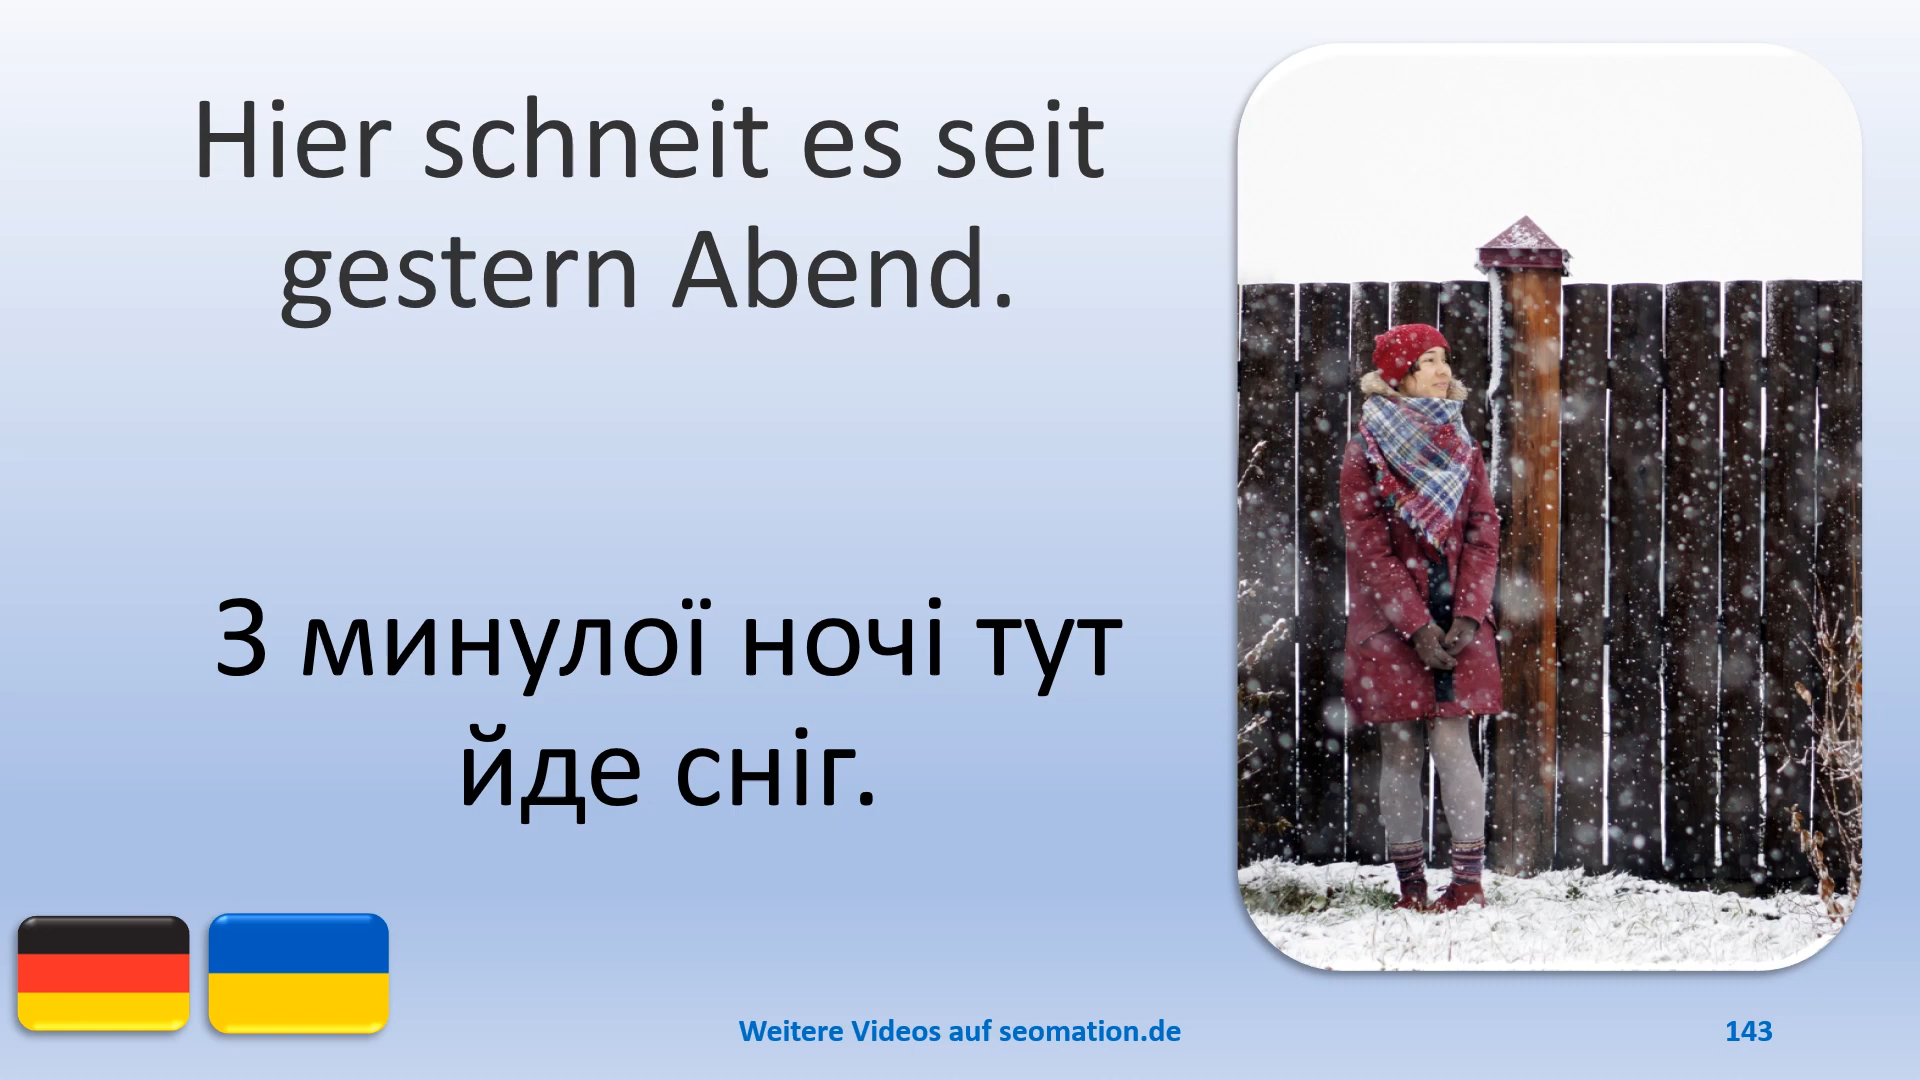 Hier schneit es seit
gestern Abend.
З минулої ночі тут
йде сніг.
Weitere Videos auf seomation.de
143